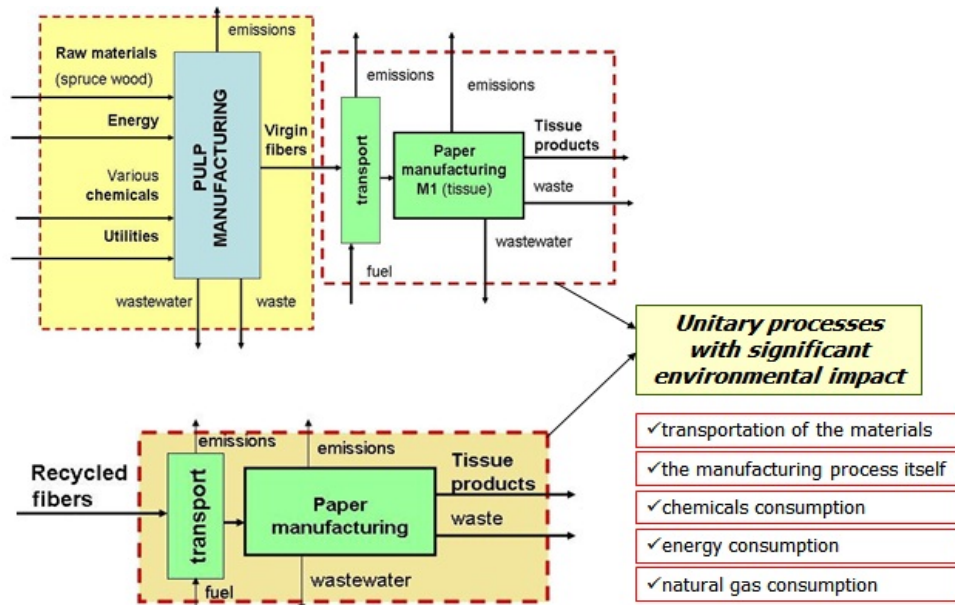 emissions
Raw materials
(spruce wood)
Energy
Various
chemicals
Utilities
PULP
MANUFACTURING
wastewater
waste
Virgin
fibers
emissions
emissions
transport
fuel
Paper
manufacturing
M1 (tissue)
Tissue
products
waste
wastewater
Unitary processes
with significant
environmental impact
✓transportation of the materials
✓the manufacturing process itself
✓chemicals consumption
✓energy consumption
✓natural gas consumption
Recycled
fibers
emissions
emissions
transport
fuel
Paper
manufacturing
Tissue
products
waste
wastewater